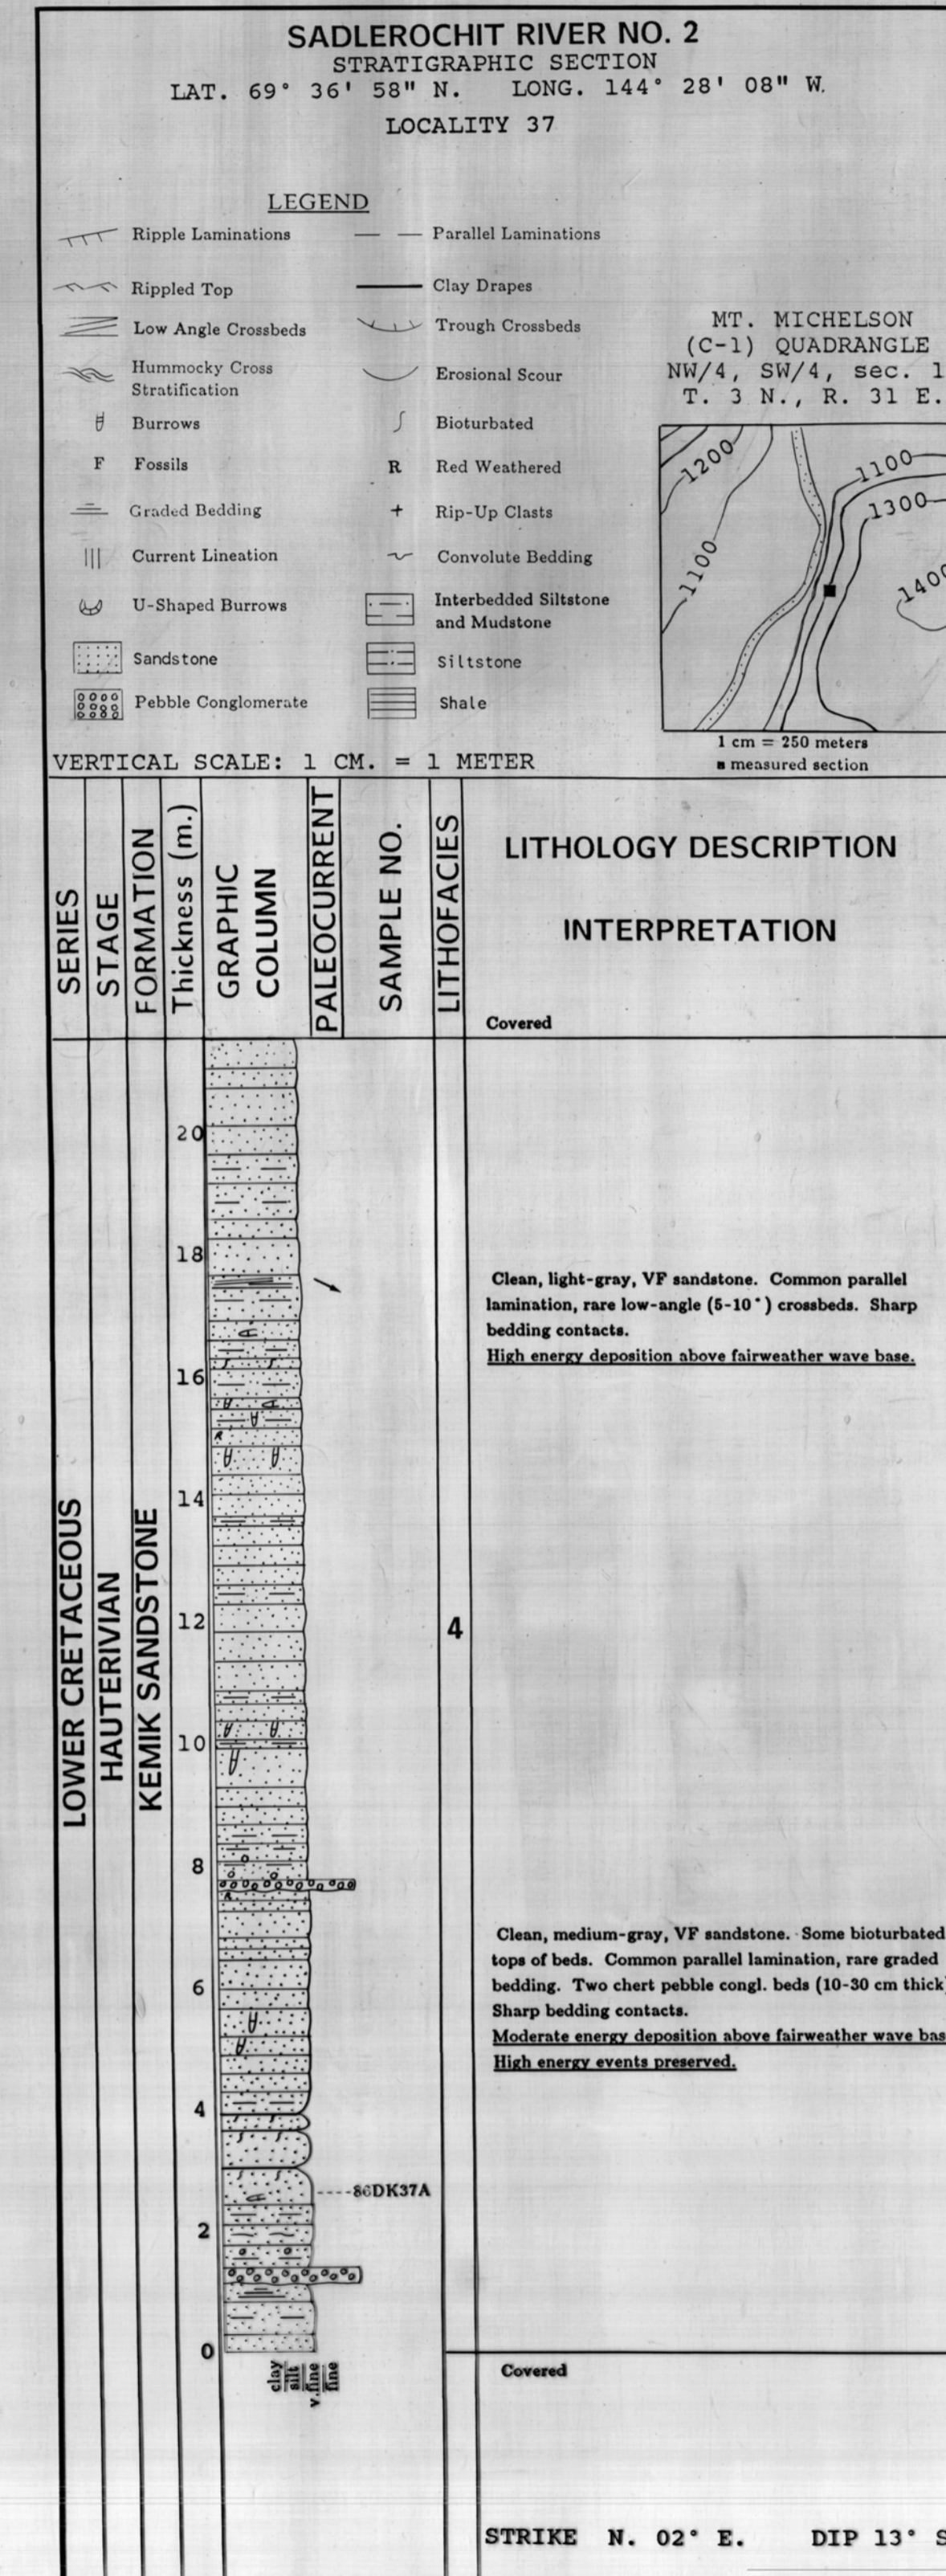 SADLEROCHIT RIVER NO. 2
STRATIGRAPHIC SECTION
LAT. 69° 36' 58" N. LONG. 144° 28' 08" W.
LOCALITY 37
LEGEND
Ripple Laminations
Parallel Laminations
Rippled Top
Clay Drapes
Low Angle Crossbeds
Trough Crossbeds
Hummocky Cross
Stratification
Erosional Scour
Burrows
Bioturbated
F Fossils
R Red Weathered
Graded Bedding
Rip-Up Clasts
Current Lineation
Convolute Bedding
U-Shaped Burrows
Interbedded Siltstone
and Mudstone
Sandstone
Siltstone
Pebble Conglomerate
Shale
MT. MICHELSON
(C-1) QUADRANGLE
NW/4, SW/4, sec. 1
T. 3 N., R. 31 E.
1200
1100
1300
1100
1400
1 cm = 250 meters
measured section
VERTICAL SCALE: 1 CM. = 1 METER
SERIES
STAGE
FORMATION
Thickness (m.)
GRAPHIC
COLUMN
PALEOCURRENT
SAMPLE NO.
LITHOFACIES
LITHOLOGY DESCRIPTION
INTERPRETATION
Covered
20
18
Clean, light-gray, VF sandstone. Common parallel
lamination, rare low-angle (5-10°) crossbeds. Sharp
bedding contacts.
High energy deposition above fairweather wave base.
16
R
14
LOWER CRETACEOUS
HAUTERIVIAN
KEMIK SANDSTONE
12
4
10
8
R
Clean, medium-gray, VF sandstone. Some bioturbated
tops of beds. Common parallel lamination, rare graded
bedding. Two chert pebble congl. beds (10-30 cm thick
Sharp bedding contacts.
Moderate energy deposition above fairweather wave bas
High energy events preserved.
6
4
86DK37A
2
0
clay
silt
v.fine
fine
Covered
STRIKE N. 02° E. DIP 13° S